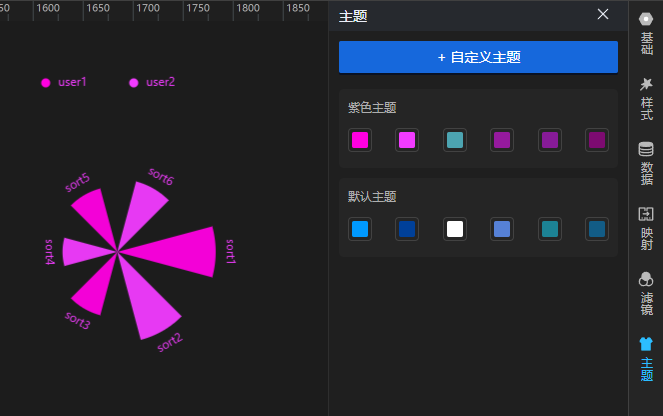 1600 1650 1700 1750 1800 1850
user1 user2
sort5
sort6
sort4
sort1
sort3
sort2
主题
+ 自定义主题
紫色主题
默认主题
基础
样式
数据
映射
滤镜
主题